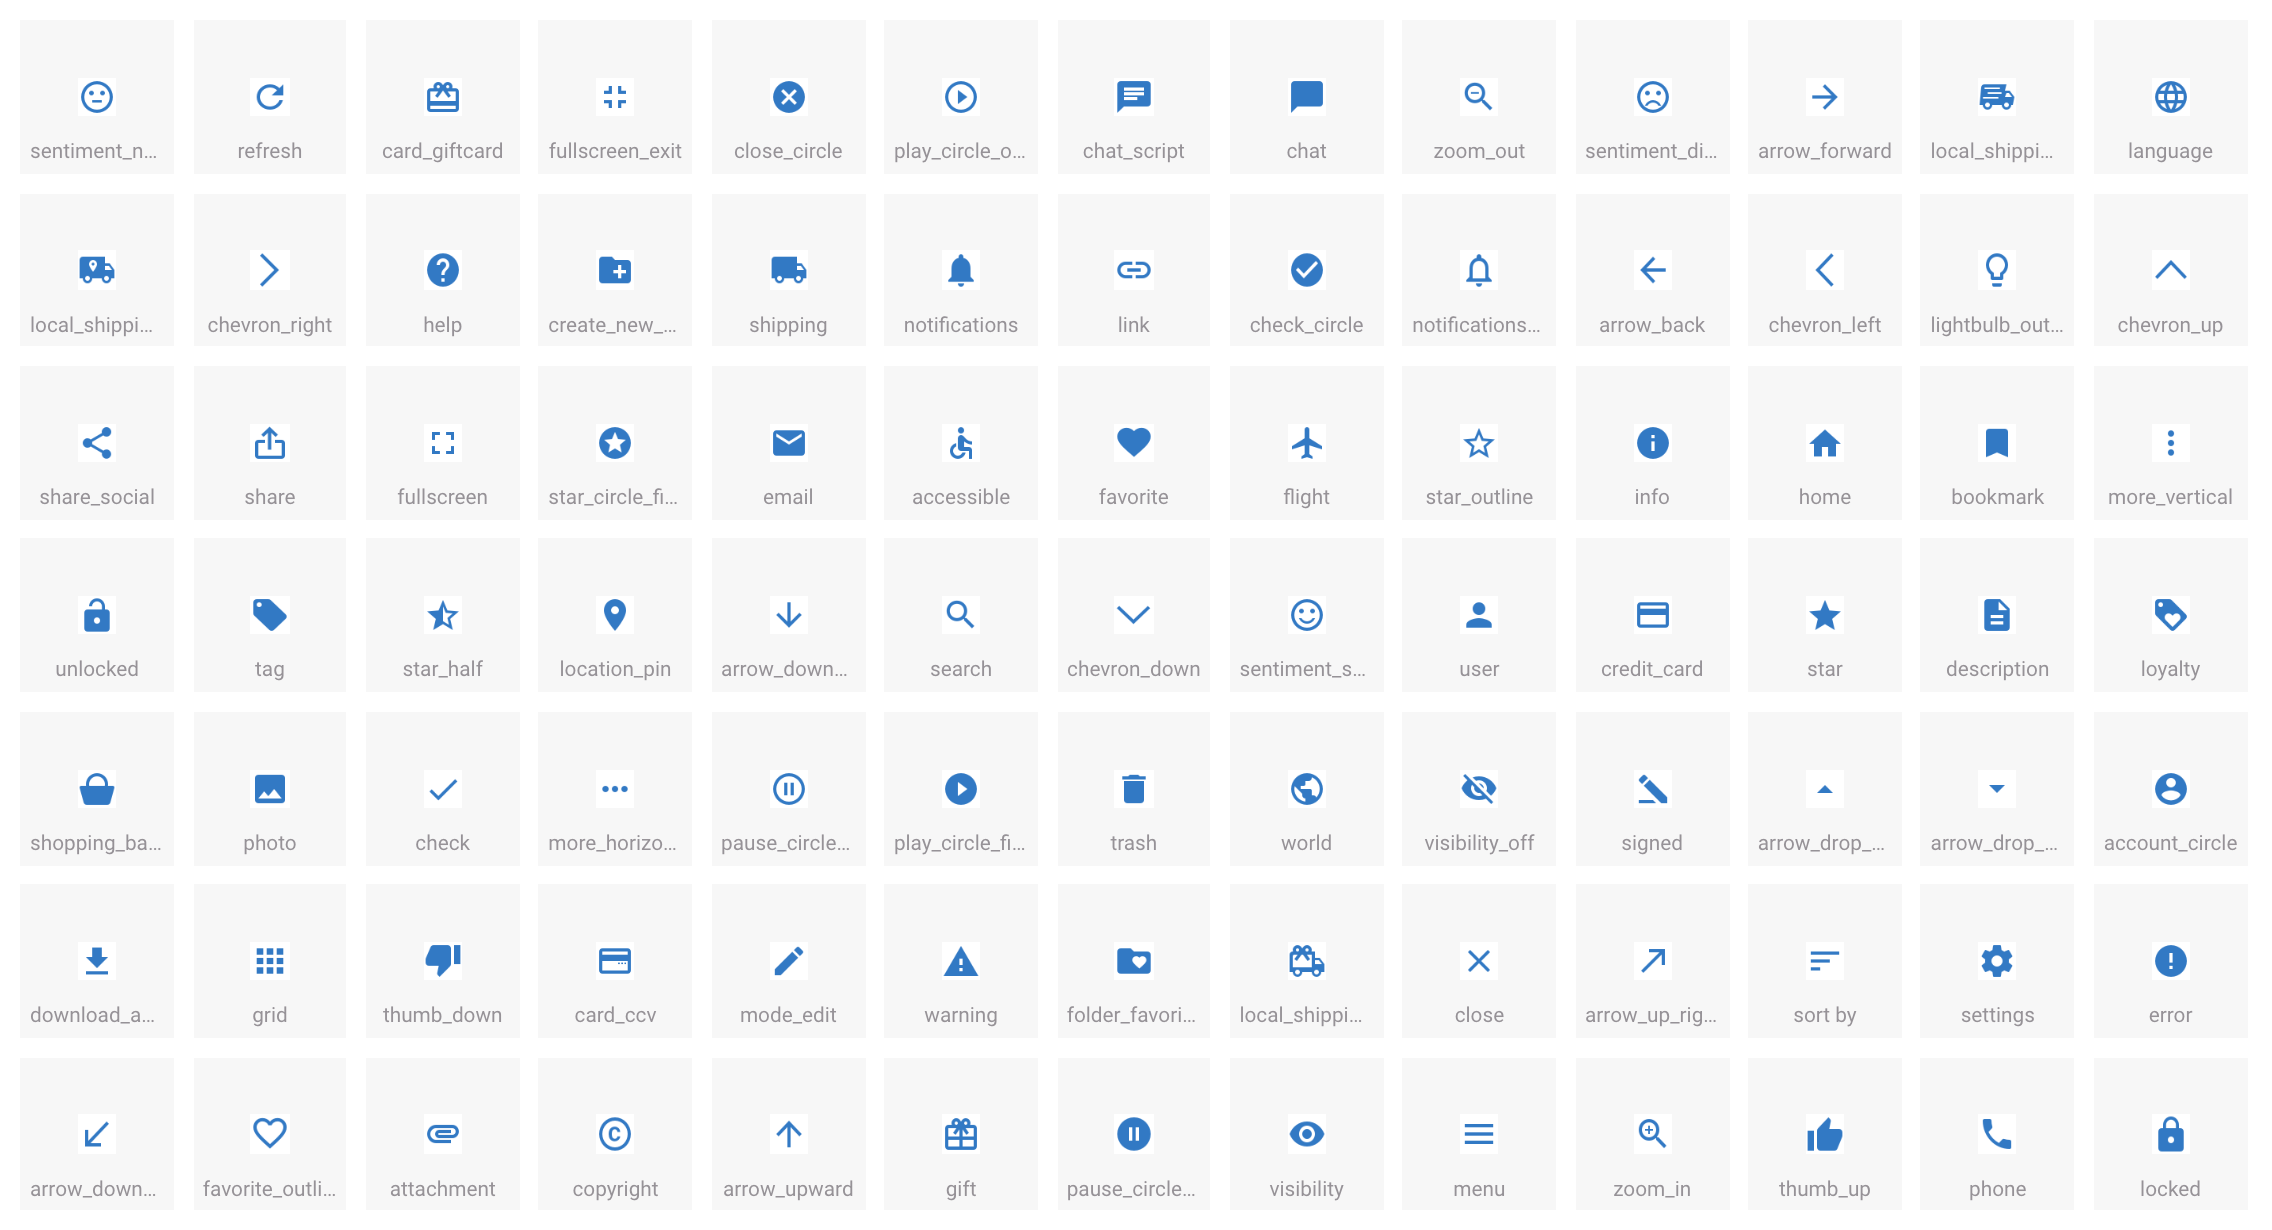 sentiment_n... refresh card_giftcard fullscreen_exit close_circle play_circle_o... chat_script chat zoom_out sentiment_di... arrow_forward local_shippi... language
local_shippi... chevron_right help create_new_... shipping notifications link check_circle notifications... arrow_back chevron_left lightbulb_out... chevron_up
share_social share fullscreen star_circle_fi... email accessible favorite flight star_outline info home bookmark more_vertical
unlocked tag star_half location_pin arrow_down... search chevron_down sentiment_s... user credit_card star description loyalty
shopping_ba... photo check more_horizo... pause_circle... play_circle_fi... trash world visibility_off signed arrow_drop_... arrow_drop_... account_circle
download_a... grid thumb_down card_ccv mode_edit warning folder_favori... local_shippi... close arrow_up_rig... sort by settings error
arrow_down... favorite_outli... attachment copyright arrow_upward gift pause_circle... visibility menu zoom_in thumb_up phone locked